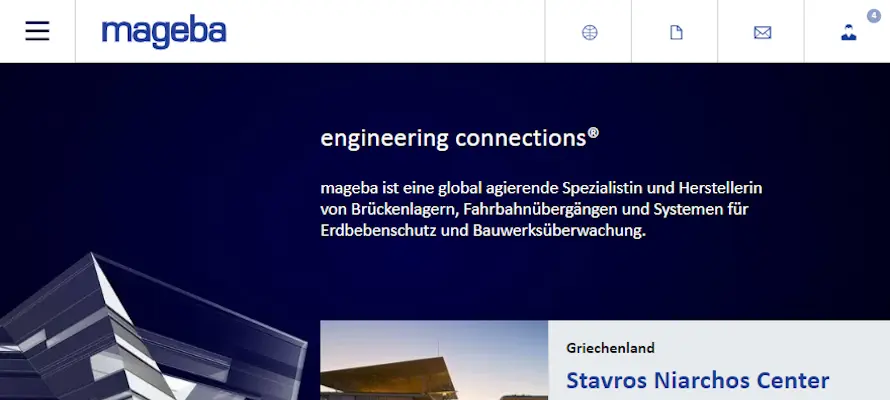 mageba
4
engineering connections®
mageba ist eine global agierende Spezialistin und Herstellerin
von Brückenlagern, Fahrbahnübergängen und Systemen für
Erdbebenschutz und Bauwerksüberwachung.
Griechenland
Stavros Niarchos Center